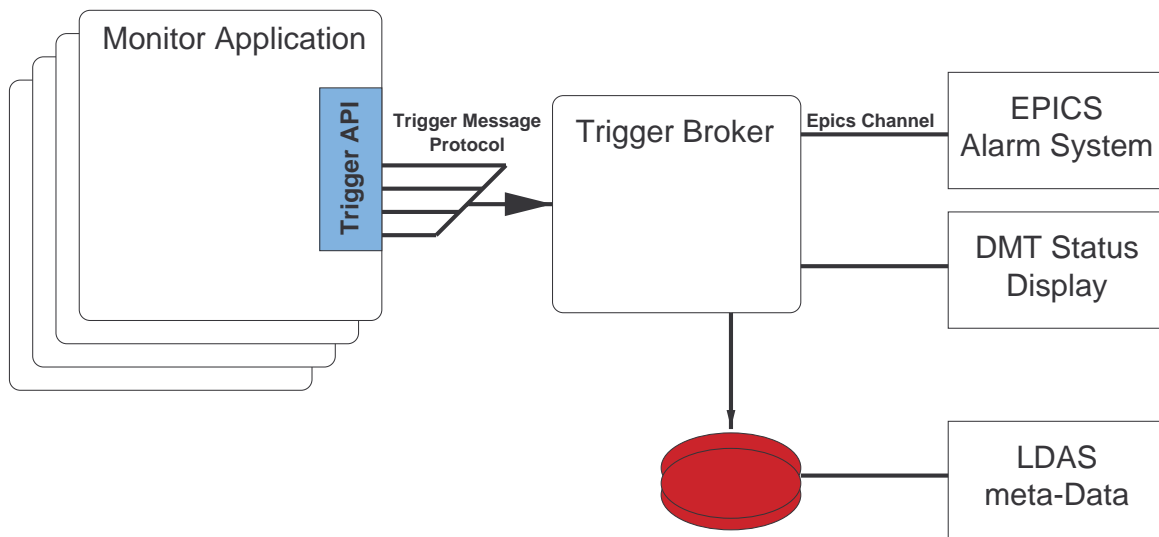 Monitor Application
Trigger API
Trigger Message
Protocol
Trigger Broker
Epics Channel
EPICS
Alarm System
DMT Status
Display
LDAS
meta-Data